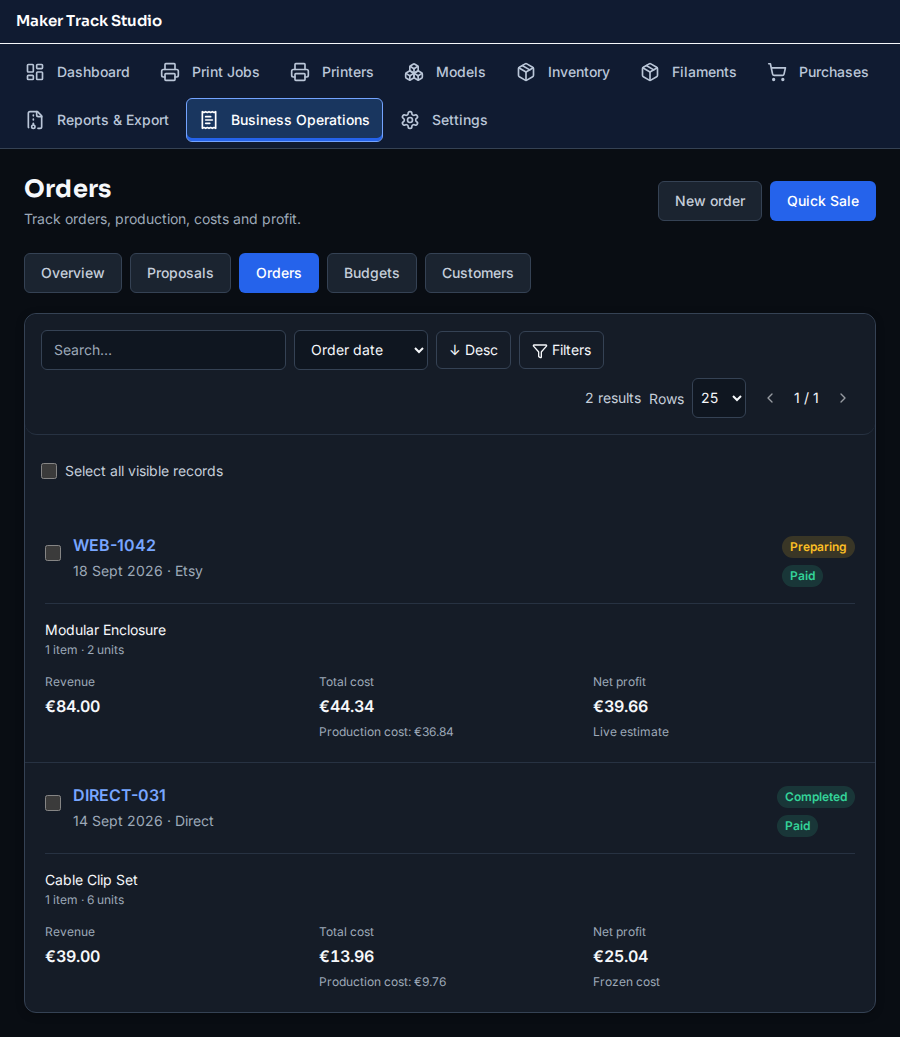 Maker Track Studio
Dashboard Print Jobs Printers Models Inventory Filaments Purchases
Reports & Export Business Operations Settings
Orders
Track orders, production, costs and profit.
New order Quick Sale
Overview Proposals Orders Budgets Customers
Search... Order date Desc Filters
2 results Rows 25 1 / 1
Select all visible records
WEB-1042
18 Sept 2026 · Etsy
Preparing
Paid
Modular Enclosure
1 item · 2 units
Revenue Total cost Net profit
€84.00 €44.34 €39.66
Production cost: €36.84 Live estimate
DIRECT-031
14 Sept 2026 · Direct
Completed
Paid
Cable Clip Set
1 item · 6 units
Revenue Total cost Net profit
€39.00 €13.96 €25.04
Production cost: €9.76 Frozen cost